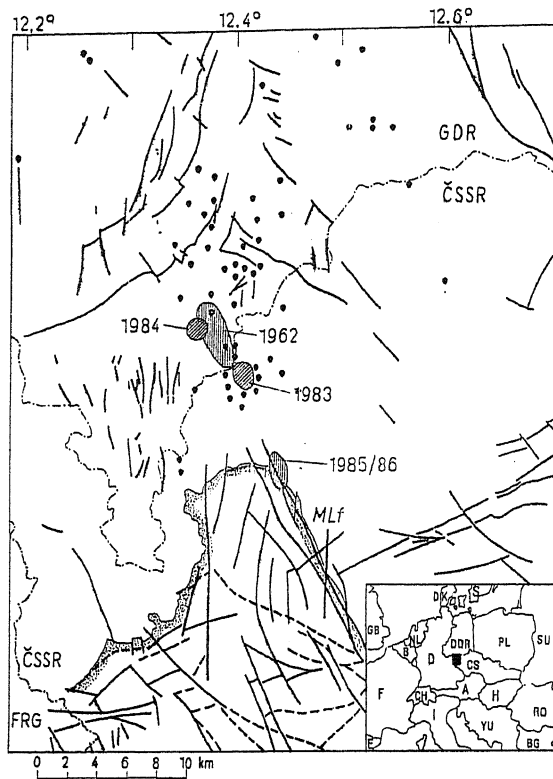 12,2° 12.4° 12.6°
GDR
ČSSR
1984 1962
1983
1985/86
MLf
ČSSR
FRG
0 2 4 6 8 10 km
DK S
GB NL DDR PL SU
B D
CS
F CH A H RO
I YU
E BG